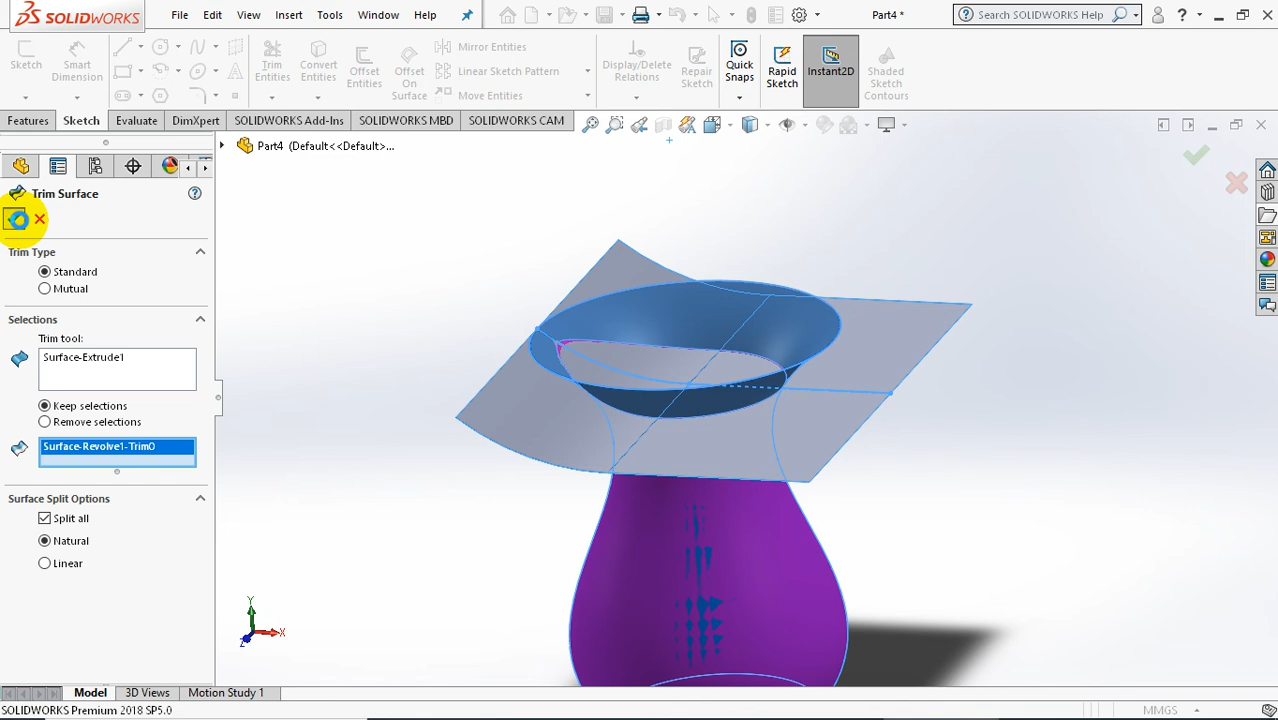 SOLIDWORKS File Edit View Insert Tools Window Help Part4 * Search SOLIDWORKS Help ?
Sketch Smart Dimension Trim Entities Convert Entities Offset Entities Offset On Surface Mirror Entities Linear Sketch Pattern Move Entities Display/Delete Relations Repair Sketch Quick Snaps Rapid Sketch Instant2D Shaded Sketch Contours
Features Sketch Evaluate DimXpert SOLIDWORKS Add-Ins SOLIDWORKS MBD SOLIDWORKS CAM
Part4 (Default<<Default>...
Trim Surface
Trim Type
Standard
Mutual
Selections
Trim tool:
Surface-Extrude1
Keep selections
Remove selections
Surface-Revolve1-Trim0
Surface Split Options
Split all
Natural
Linear
Y
X
Z
Model 3D Views Motion Study 1
SOLIDWORKS Premium 2018 SP5.0 MMGS